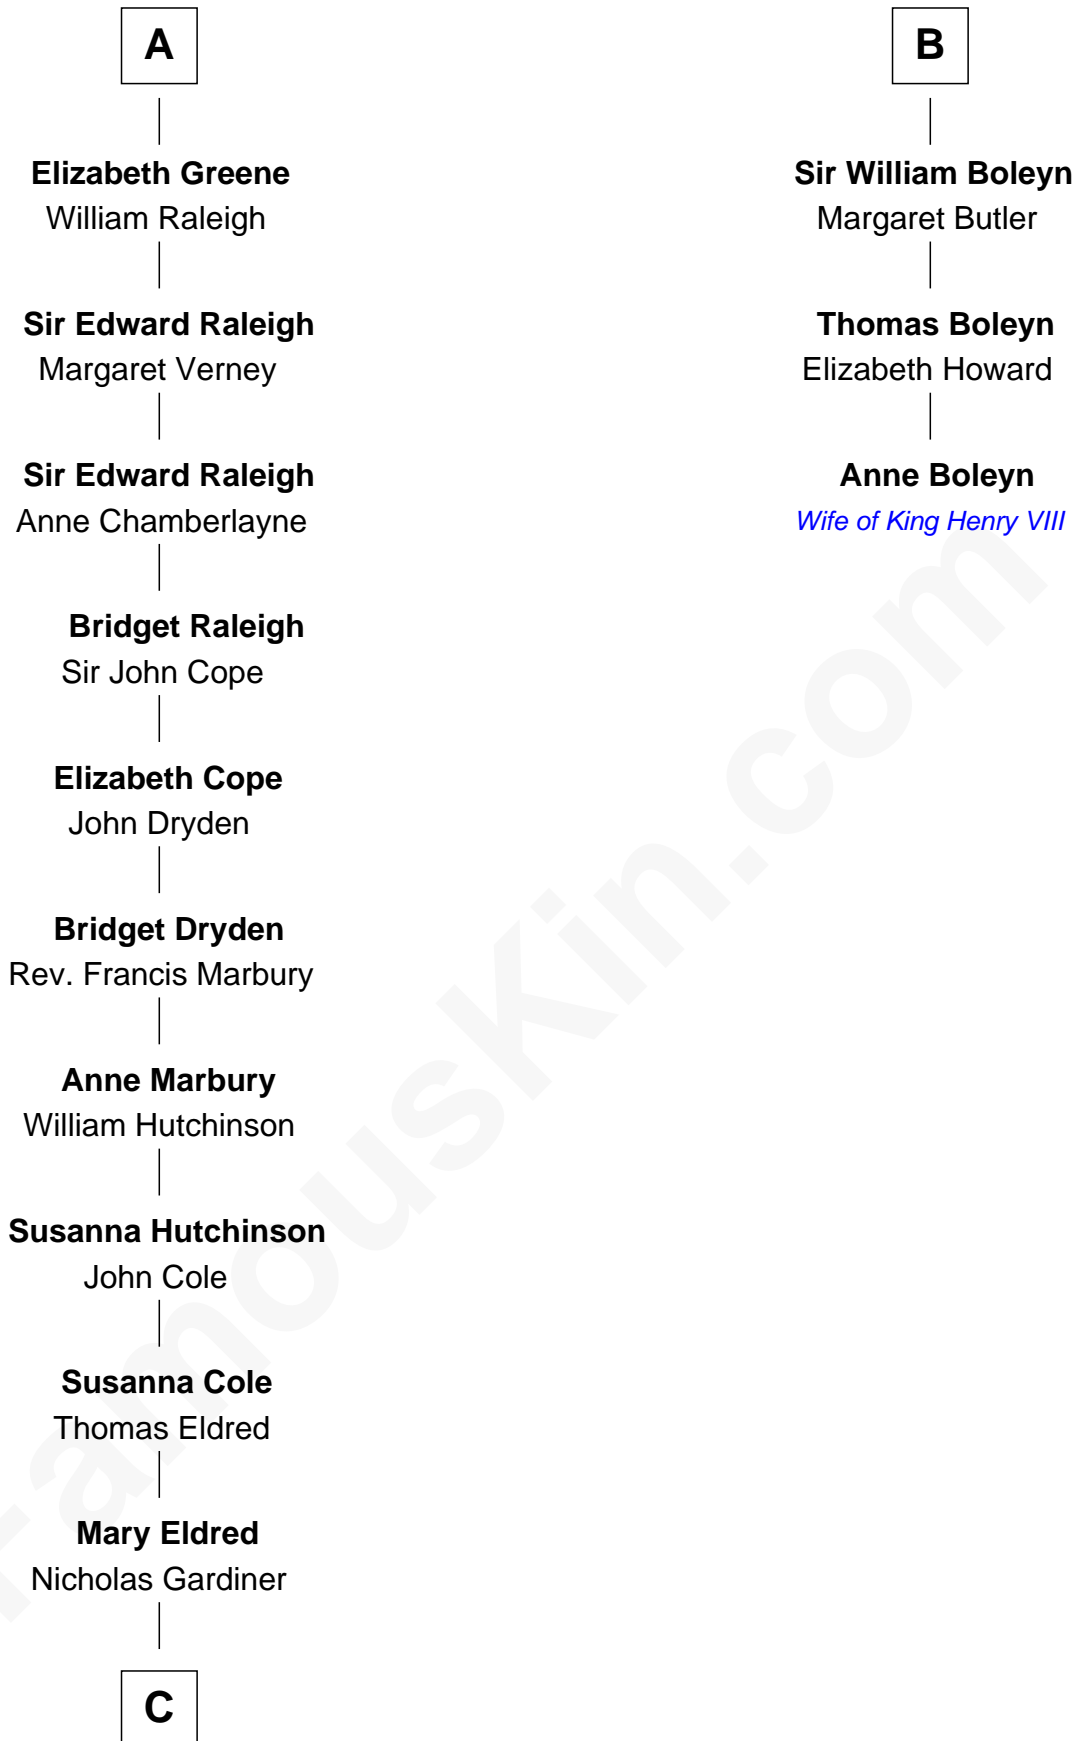 A
Elizabeth Greene
William Raleigh
Sir Edward Raleigh
Margaret Verney
Sir Edward Raleigh
Anne Chamberlayne
Bridget Raleigh
Sir John Cope
Elizabeth Cope
John Dryden
Bridget Dryden
Rev. Francis Marbury
Anne Marbury
William Hutchinson
Susanna Hutchinson
John Cole
Susanna Cole
Thomas Eldred
Mary Eldred
Nicholas Gardiner
C
B
Sir William Boleyn
Margaret Butler
Thomas Boleyn
Elizabeth Howard
Anne Boleyn
Wife of King Henry VIII
FamousKin.com